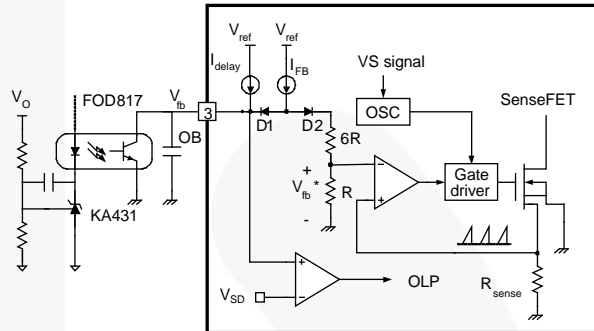 V_ref V_ref
I_delay I_FB
VS signal
FOD817
V_fb
3
OSC
SenseFET
V_O
OB
D1 D2
6R
+
V_fb*
R
-
−
+
Gate
driver
KA431
+
−
V_SD
OLP
R_sense